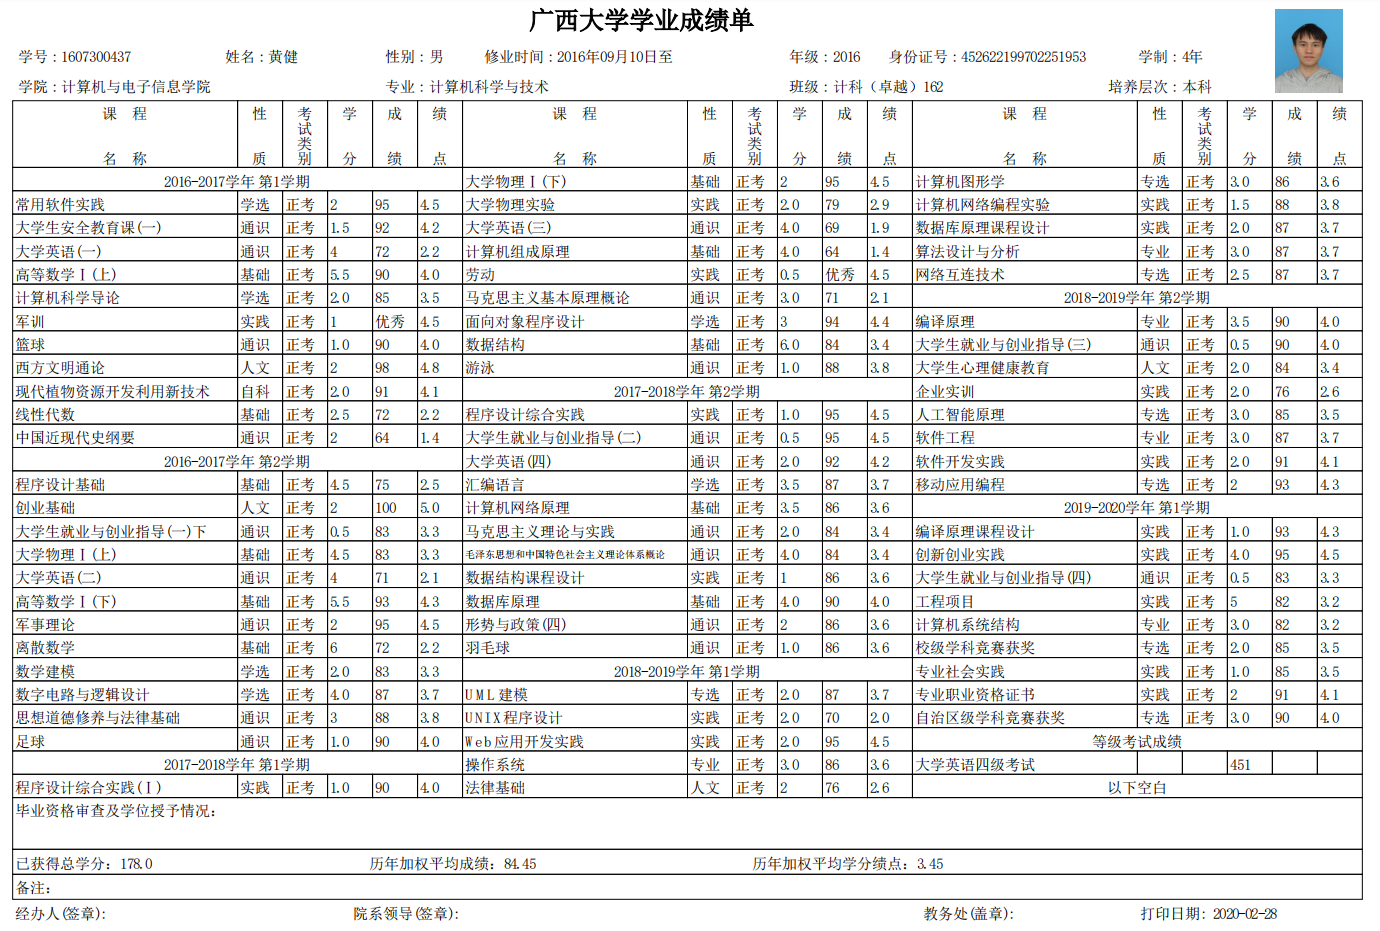 广西大学学业成绩单
学号：1607300437 姓名：黄健 性别：男 修业时间：2016年09月10日至 年级：2016 身份证号：452622199702251953 学制：4年
学院：计算机与电子信息学院 专业：计算机科学与技术 班级：计科（卓越）162 培养层次：本科
课程名称 性质 考试类别 学分 成绩 绩点 课程名称 性质 考试类别 学分 成绩 绩点 课程名称 性质 考试类别 学分 成绩 绩点
2016-2017学年 第1学期
常用软件实践 学选 正考 2 95 4.5
大学生安全教育课(一) 通识 正考 1.5 92 4.2
大学英语(一) 通识 正考 4 72 2.2
高等数学Ⅰ(上) 基础 正考 5.5 90 4.0
计算机科学导论 学选 正考 2.0 85 3.5
军训 实践 正考 1 优秀 4.5
篮球 通识 正考 1.0 90 4.0
西方文明通论 人文 正考 2 98 4.8
现代植物资源开发利用新技术 自科 正考 2.0 91 4.1
线性代数 基础 正考 2.5 72 2.2
中国近现代史纲要 通识 正考 2 64 1.4
2016-2017学年 第2学期
程序设计基础 基础 正考 4.5 75 2.5
创业基础 人文 正考 2 100 5.0
大学生就业与创业指导(一)下 通识 正考 0.5 83 3.3
大学物理Ⅰ(上) 基础 正考 4.5 83 3.3
大学英语(二) 通识 正考 4 71 2.1
高等数学Ⅰ(下) 基础 正考 5.5 93 4.3
军事理论 通识 正考 2 95 4.5
离散数学 基础 正考 6 72 2.2
数学建模 学选 正考 2.0 83 3.3
数字电路与逻辑设计 学选 正考 4.0 87 3.7
思想道德修养与法律基础 通识 正考 3 88 3.8
足球 通识 正考 1.0 90 4.0
2017-2018学年 第1学期
程序设计综合实践(Ⅰ) 实践 正考 1.0 90 4.0
大学物理Ⅰ(下) 基础 正考 2 95 4.5
大学物理实验 实践 正考 2.0 79 2.9
大学英语(三) 通识 正考 4.0 69 1.9
计算机组成原理 基础 正考 4.0 64 1.4
劳动 实践 正考 0.5 优秀 4.5
马克思主义基本原理概论 通识 正考 3.0 71 2.1
面向对象程序设计 学选 正考 3 94 4.4
数据结构 基础 正考 6.0 84 3.4
游泳 通识 正考 1.0 88 3.8
2017-2018学年 第2学期
程序设计综合实践 实践 正考 1.0 95 4.5
大学生就业与创业指导(二) 通识 正考 0.5 95 4.5
大学英语(四) 通识 正考 2.0 92 4.2
汇编语言 学选 正考 3.5 87 3.7
计算机网络原理 基础 正考 3.5 86 3.6
马克思主义理论与实践 通识 正考 2.0 84 3.4
毛泽东思想和中国特色社会主义理论体系概论 通识 正考 4.0 84 3.4
数据结构课程设计 实践 正考 1 86 3.6
数据库原理 基础 正考 4.0 90 4.0
形势与政策(四) 通识 正考 2 86 3.6
羽毛球 通识 正考 1.0 86 3.6
2018-2019学年 第1学期
UML建模 专选 正考 2.0 87 3.7
UNIX程序设计 实践 正考 2.0 70 2.0
Web应用开发实践 实践 正考 2.0 95 4.5
操作系统 专业 正考 3.0 86 3.6
法律基础 人文 正考 2 76 2.6
计算机图形学 专选 正考 3.0 86 3.6
计算机网络编程实验 实践 正考 1.5 88 3.8
数据库原理课程设计 实践 正考 2.0 87 3.7
算法设计与分析 专业 正考 3.0 87 3.7
网络互连技术 专选 正考 2.5 87 3.7
2018-2019学年 第2学期
编译原理 专业 正考 3.5 90 4.0
大学生就业与创业指导(三) 通识 正考 0.5 90 4.0
大学生心理健康教育 人文 正考 2.0 84 3.4
企业实训 实践 正考 2.0 76 2.6
人工智能原理 专选 正考 3.0 85 3.5
软件工程 专业 正考 3.0 87 3.7
软件开发实践 实践 正考 2.0 91 4.1
移动应用编程 专选 正考 2 93 4.3
2019-2020学年 第1学期
编译原理课程设计 实践 正考 1.0 93 4.3
创新创业实践 实践 正考 4.0 95 4.5
大学生就业与创业指导(四) 通识 正考 0.5 83 3.3
工程项目 实践 正考 5 82 3.2
计算机系统结构 专业 正考 3.0 82 3.2
校级学科竞赛获奖 专选 正考 2.0 85 3.5
专业社会实践 实践 正考 1.0 85 3.5
专业职业资格证书 实践 正考 2 91 4.1
自治区级学科竞赛获奖 专选 正考 3.0 90 4.0
等级考试成绩
大学英语四级考试 451
以下空白
毕业资格审查及学位授予情况：
已获得总学分：178.0 历年加权平均成绩：84.45 历年加权平均学分绩点：3.45
备注：
经办人(签章)： 院系领导(签章)： 教务处(盖章)： 打印日期：2020-02-28